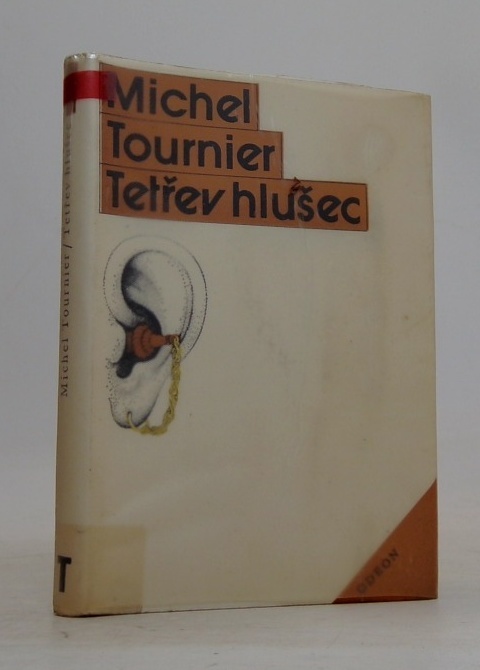 Michel
Tournier
Tetřev hlušec
Michel Tournier / Tetřev hlušec
T
ODEON